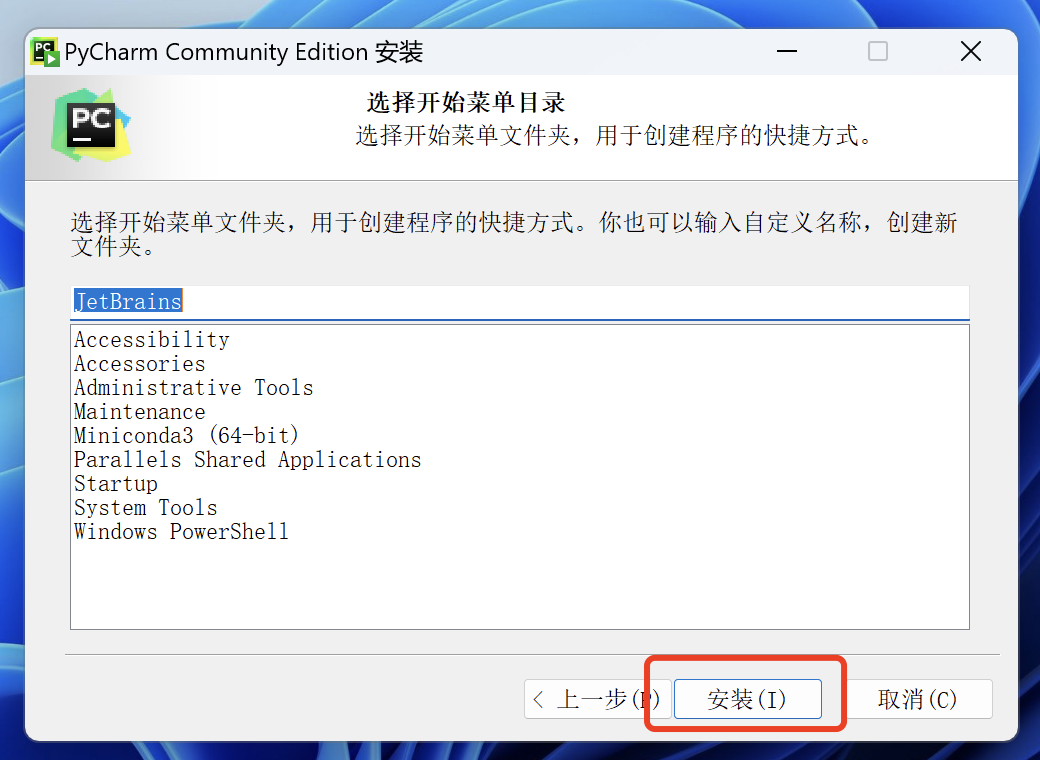 PC
PyCharm Community Edition 安装
PC
选择开始菜单目录
选择开始菜单文件夹，用于创建程序的快捷方式。
选择开始菜单文件夹，用于创建程序的快捷方式。你也可以输入自定义名称，创建新
文件夹。
JetBrains
Accessibility
Accessories
Administrative Tools
Maintenance
Miniconda3 (64-bit)
Parallels Shared Applications
Startup
System Tools
Windows PowerShell
上一步(P) 安装(I) 取消(C)